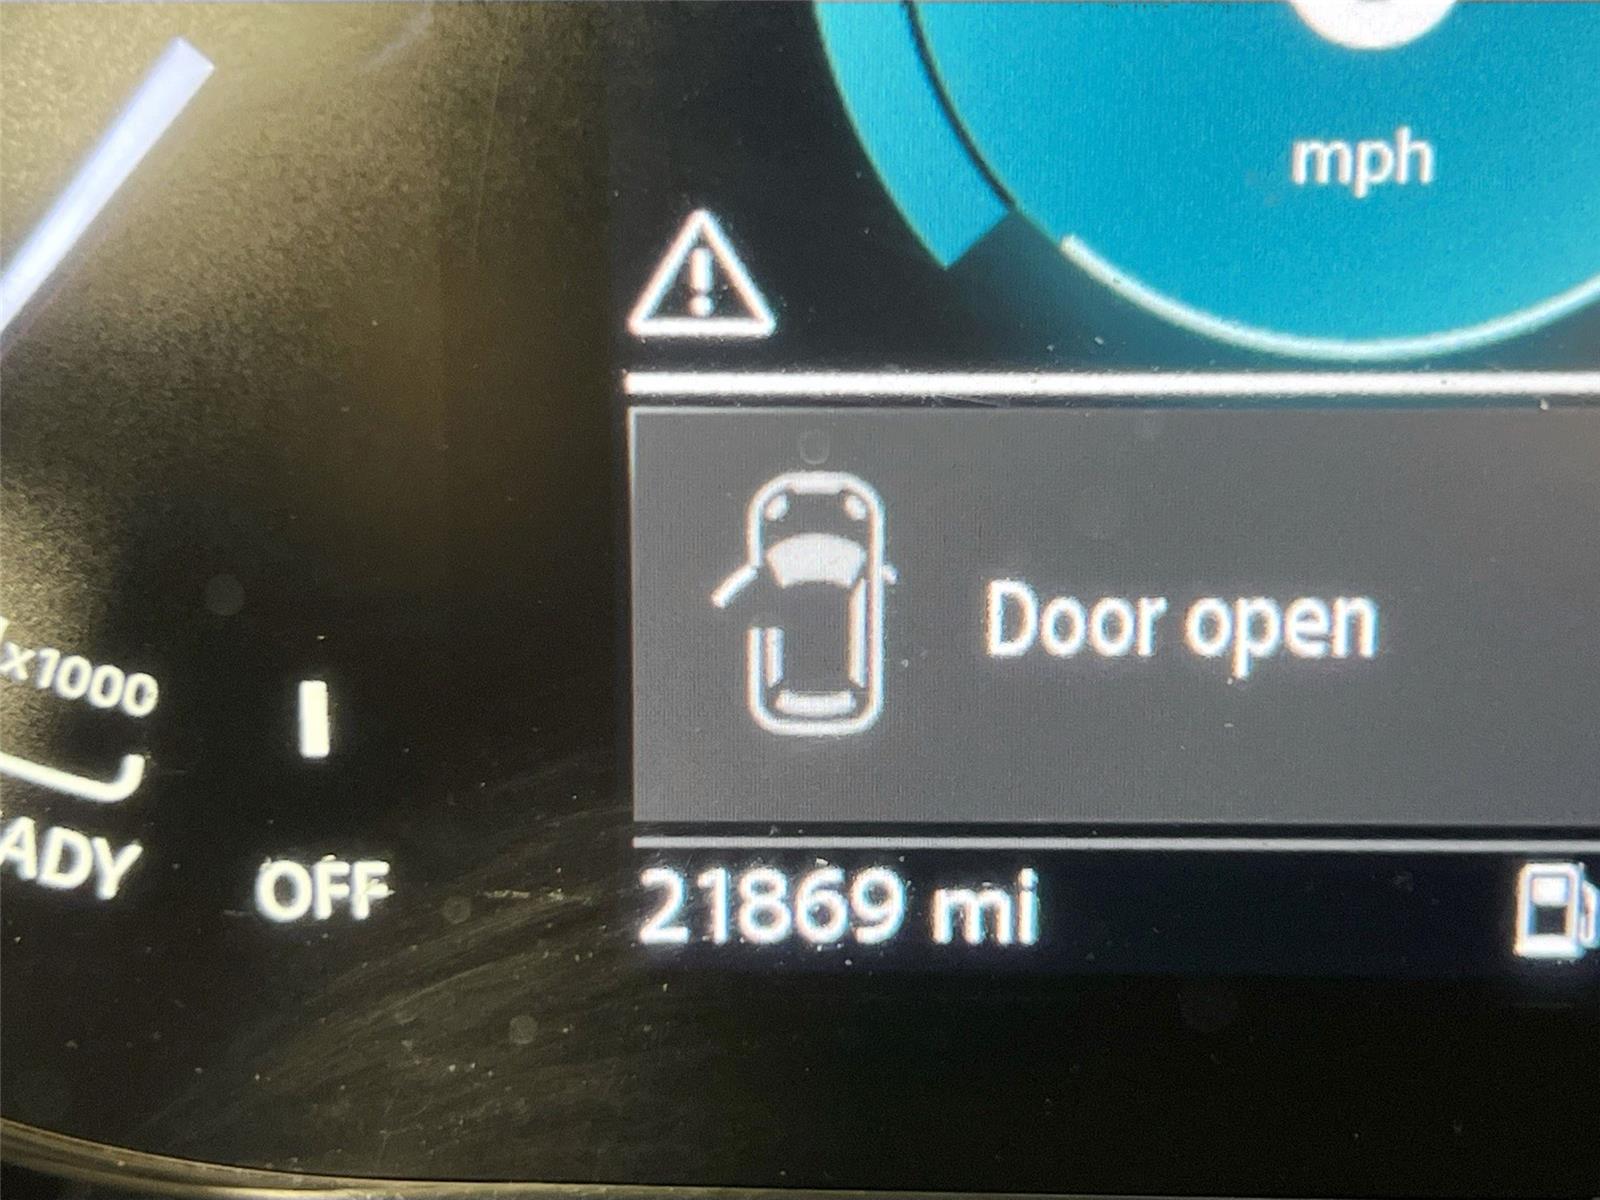 mph
Door open
x1000
ADY
OFF
21869 mi